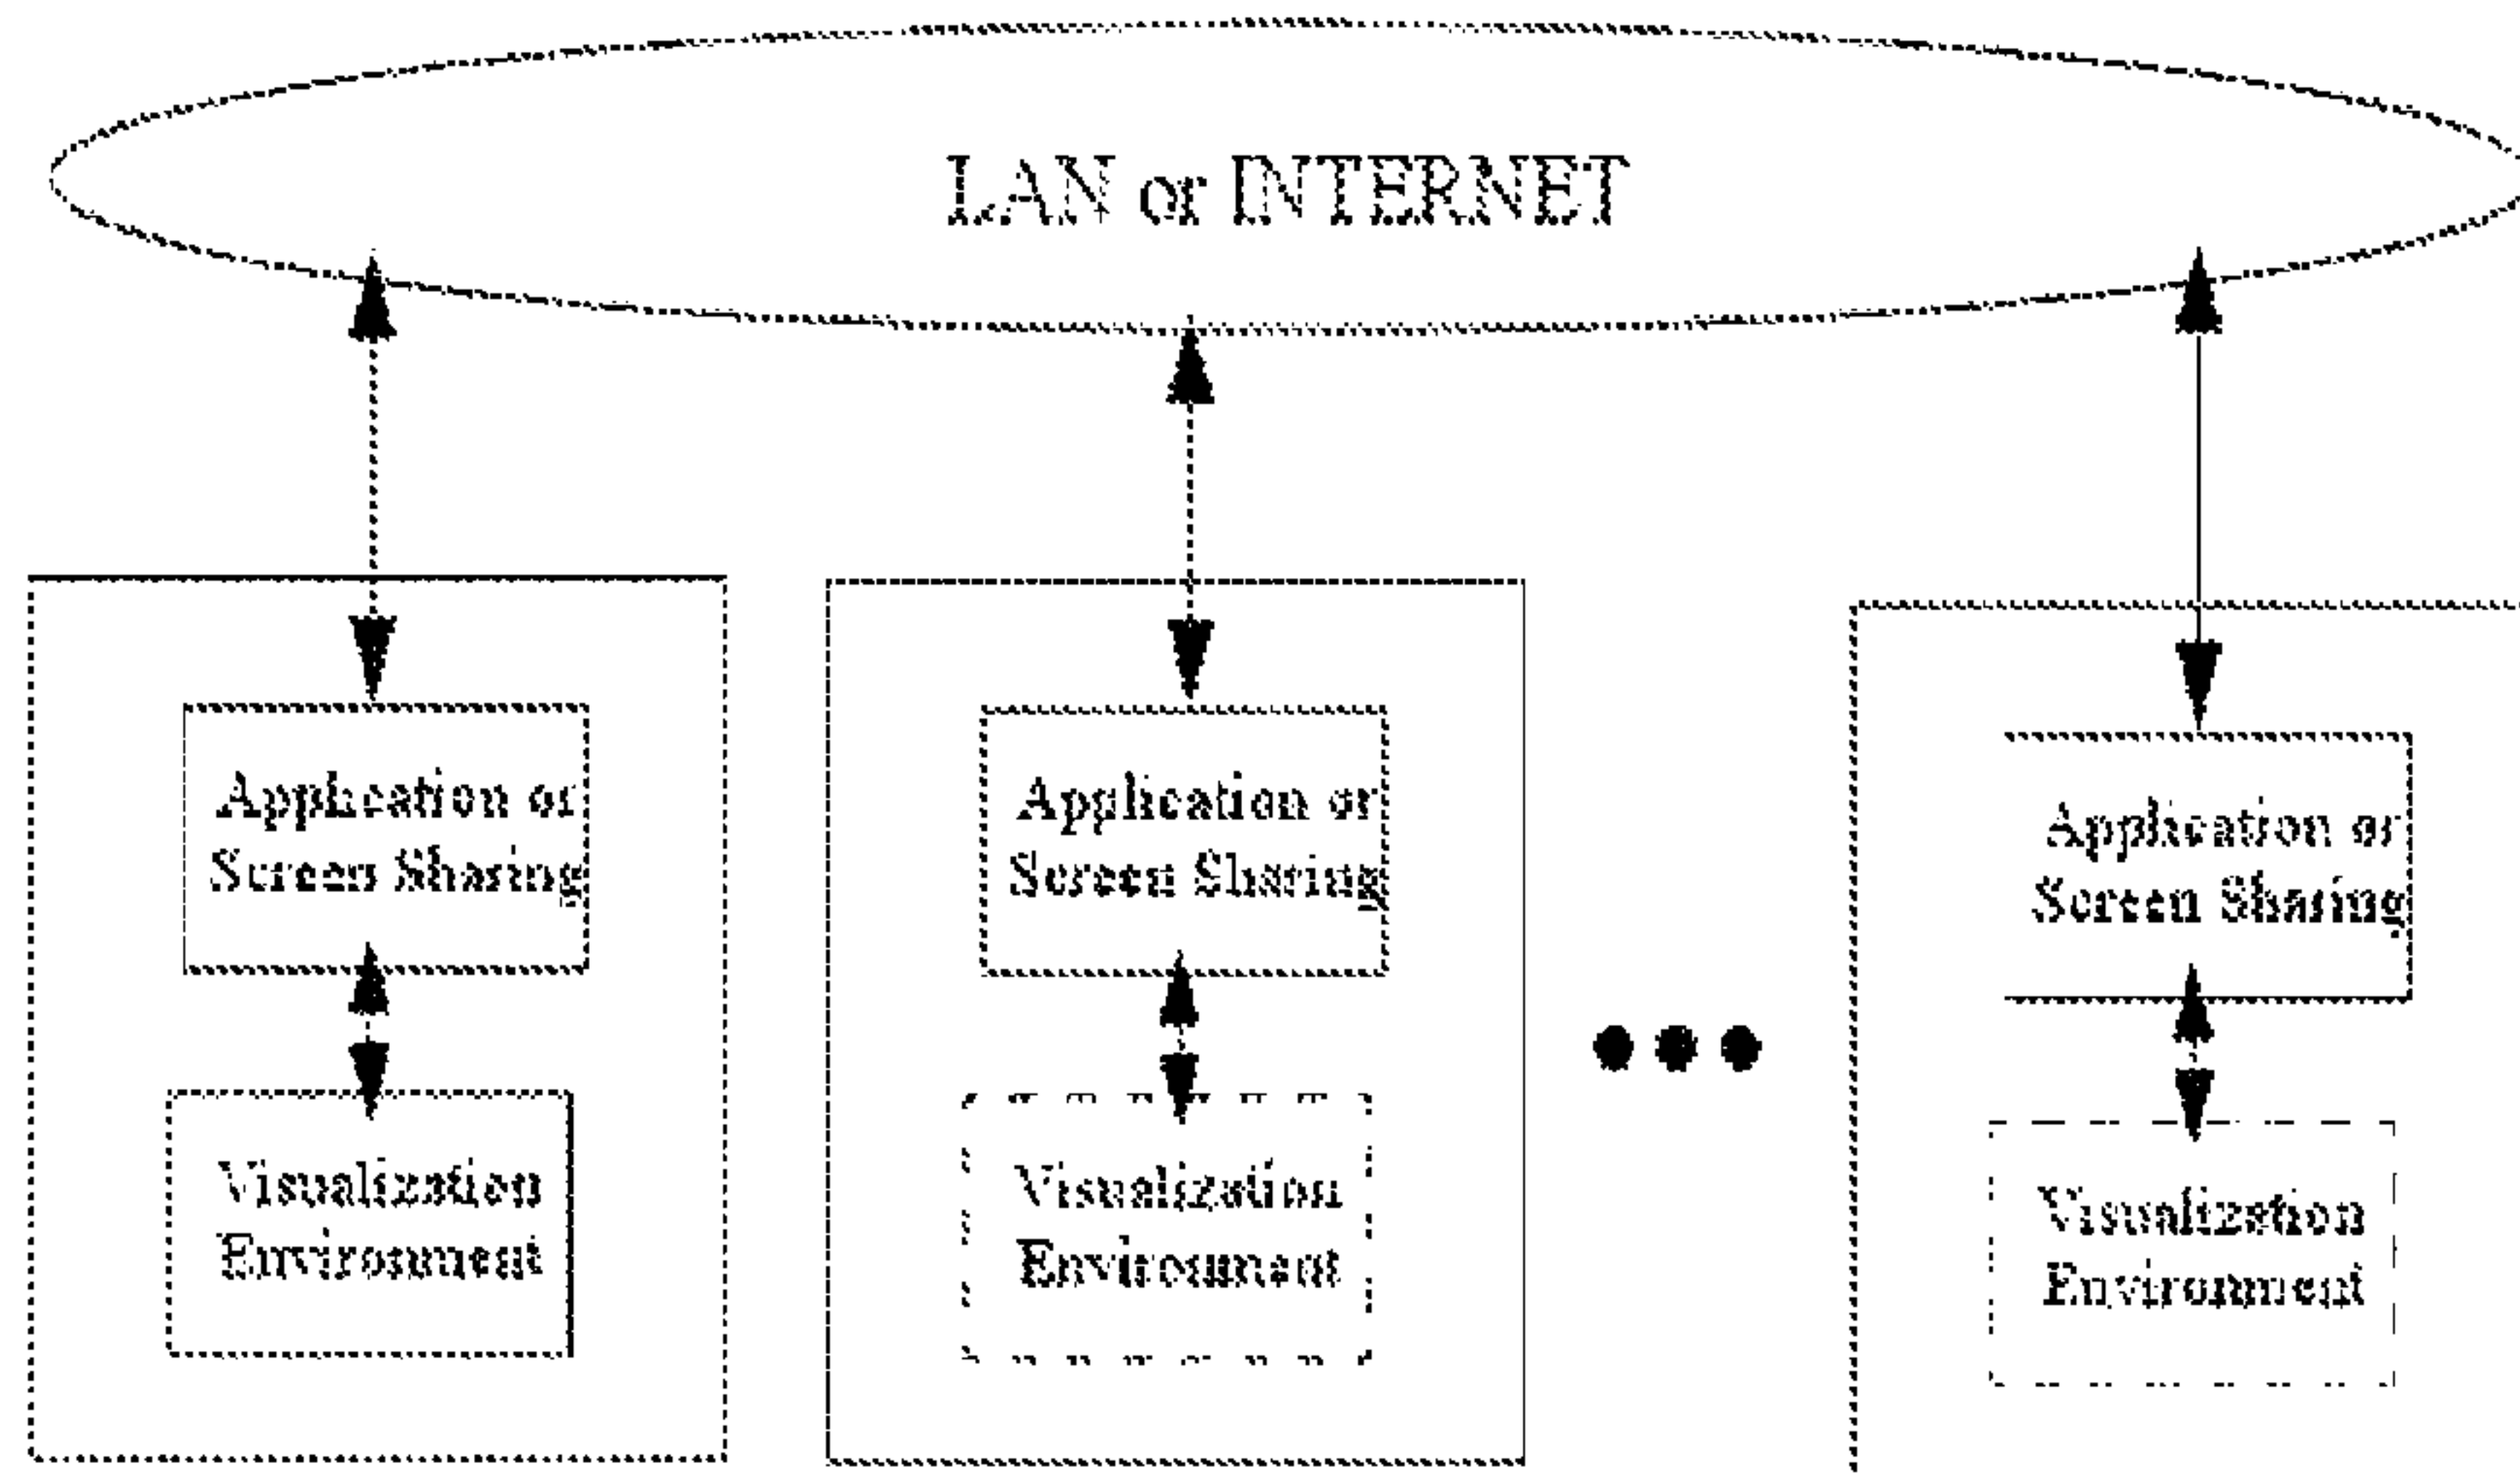 LAN or INTERNET
Application or
Screen Sharing
Application or
Screen Sharing
Application or
Screen Sharing
Visualization
Environment
Visualization
Environment
Visualization
Environment